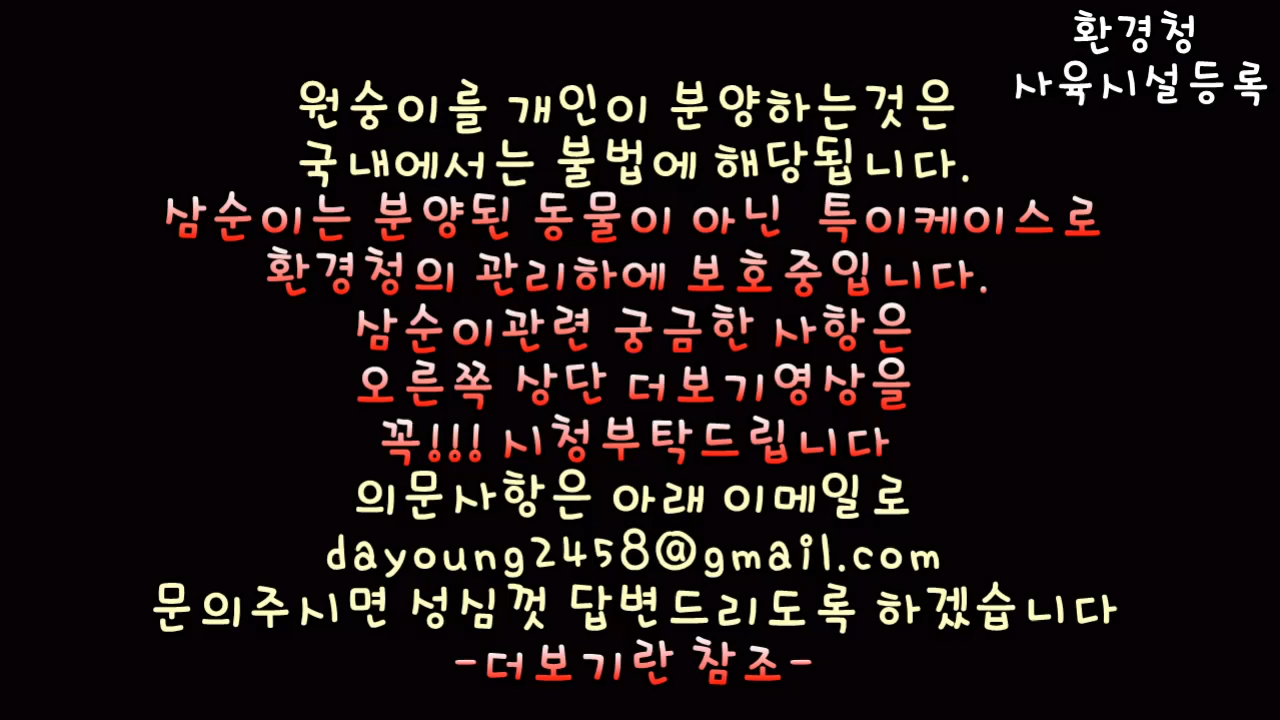 환경청
사육시설등록
원숭이를 개인이 분양하는것은
국내에서는 불법에 해당됩니다.
삼순이는 분양된 동물이 아닌 특이케이스로
환경청의 관리하에 보호중입니다.
삼순이관련 궁금한 사항은
오른쪽 상단 더보기영상을
꼭!!! 시청부탁드립니다
의문사항은 아래 이메일로
dayoung2458@gmail.com
문의주시면 성심껏 답변드리도록 하겠습니다
-더보기란 참조-